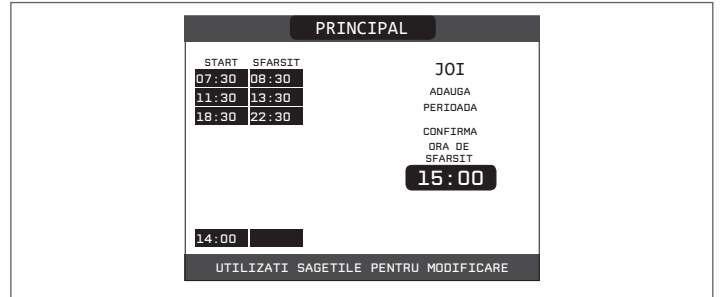 PRINCIPAL
START SFARSIT
07:30 08:30
11:30 13:30
18:30 22:30
14:00
JOI
ADAUGA
PERIOADA
CONFIRMA
ORA DE
SFARSIT
15:00
UTILIZATI SAGETILE PENTRU MODIFICARE